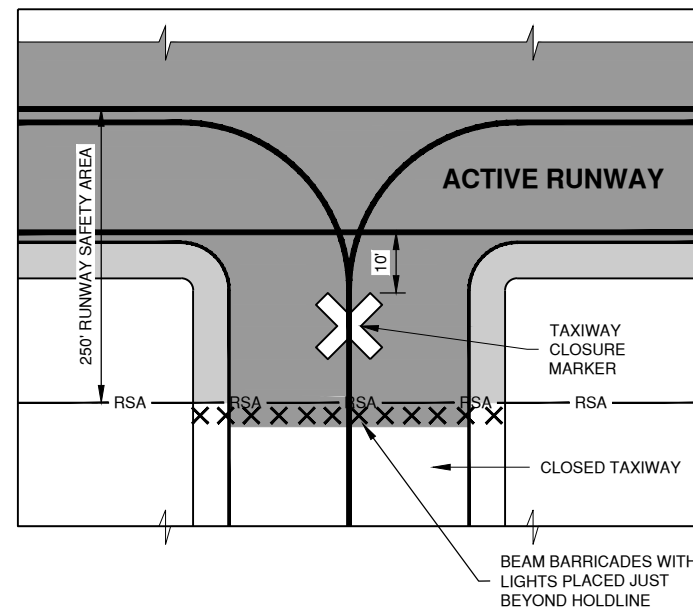 ACTIVE RUNWAY
250' RUNWAY SAFETY AREA
10'
TAXIWAY
CLOSURE
MARKER
RSA RSA RSA RSA RSA
CLOSED TAXIWAY
BEAM BARRICADES WITH
LIGHTS PLACED JUST
BEYOND HOLDLINE